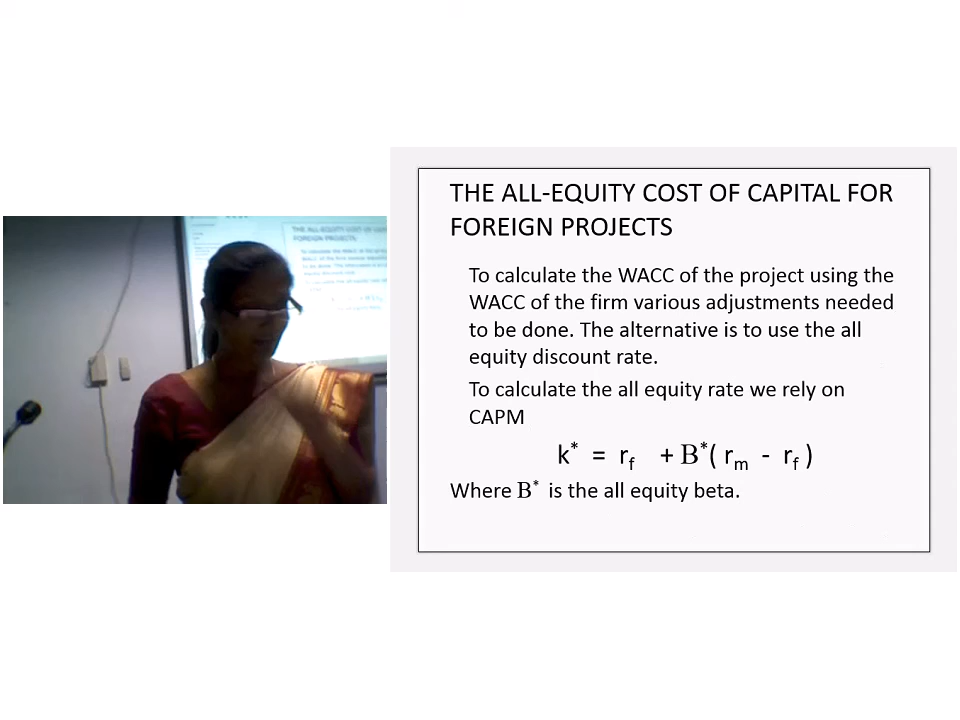 THE ALL-EQUITY COST OF CAPITAL FOR
FOREIGN PROJECTS
To calculate the WACC of the project using the
WACC of the firm various adjustments needed
to be done. The alternative is to use the all
equity discount rate.
To calculate the all equity rate we rely on
CAPM
k* = rf + B*( rm - rf )
Where B* is the all equity beta.